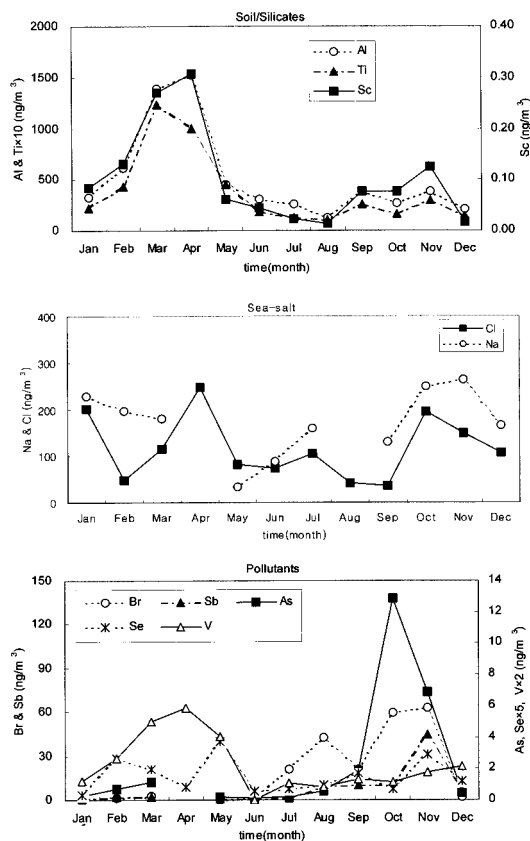 Soil/Silicates
2000
1500
1000
500
0
Al & Ti×10 (ng/m³)
0.40
0.30
0.20
0.10
0.00
Sc (ng/m³)
Al
Ti
Sc
Jan Feb Mar Apr May Jun Jul Aug Sep Oct Nov Dec
time(month)
Sea-salt
400
300
200
100
0
Na & Cl (ng/m³)
Cl
Na
Jan Feb Mar Apr May Jun Jul Aug Sep Oct Nov Dec
time(month)
Pollutants
150
120
90
60
30
0
Br & Sb (ng/m³)
14
12
10
8
6
4
2
0
As, Se×5, V×2 (ng/m³)
Br Sb As
Se V
Jan Feb Mar Apr May Jun Jul Aug Sep Oct Nov Dec
time(month)